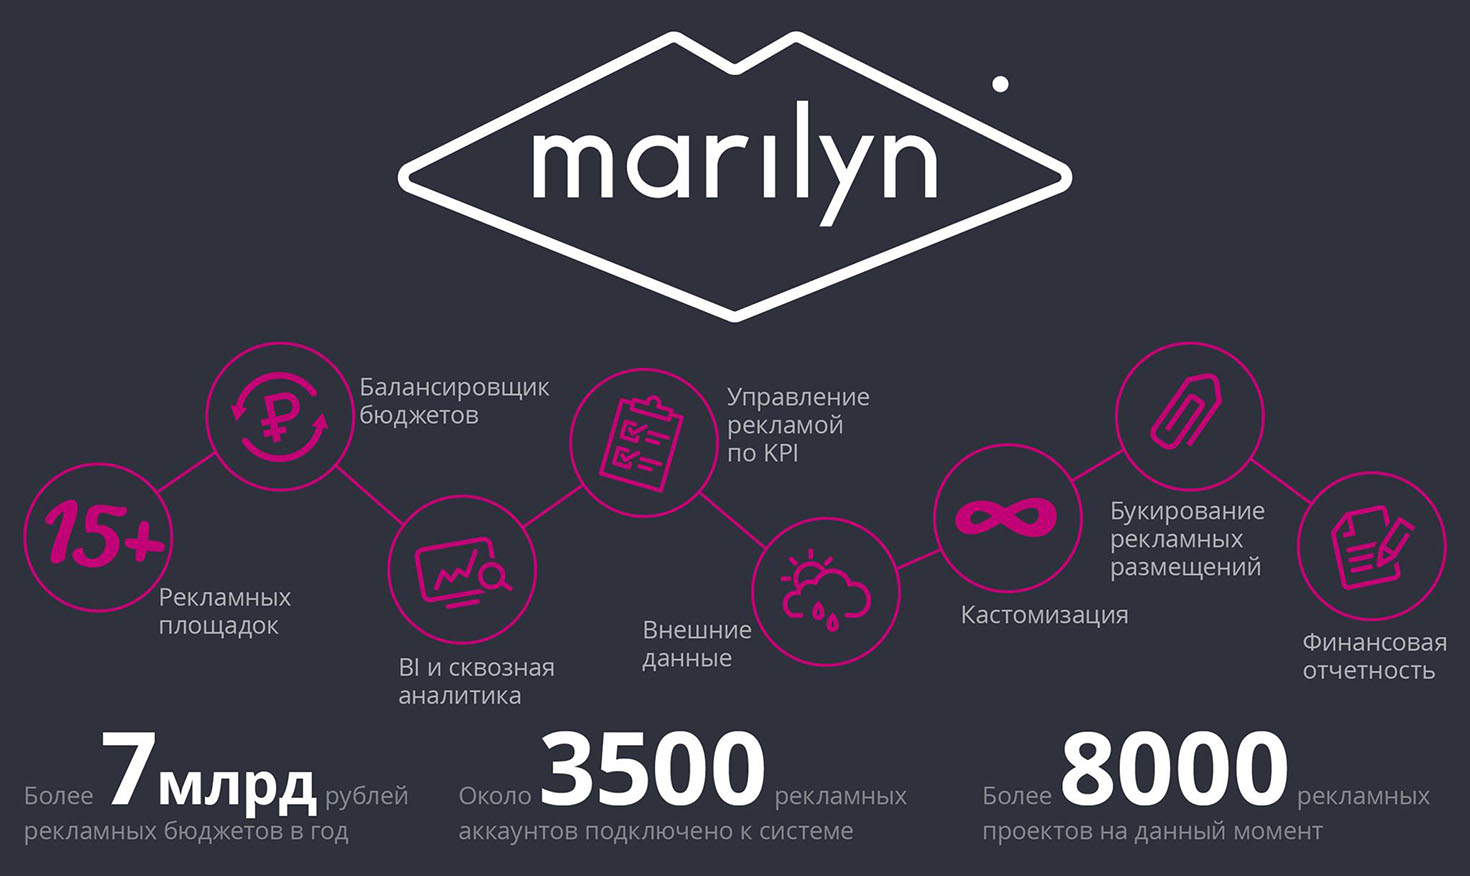 marilyn
15+
Рекламных
площадок
Балансировщик
бюджетов
BI и сквозная
аналитика
Управление
рекламой
по KPI
Внешние
данные
Кастомизация
Букирование
рекламных
размещений
Финансовая
отчетность
Более 7 млрд рублей
рекламных бюджетов в год
Около 3500 рекламных
аккаунтов подключено к системе
Более 8000 рекламных
проектов на данный момент